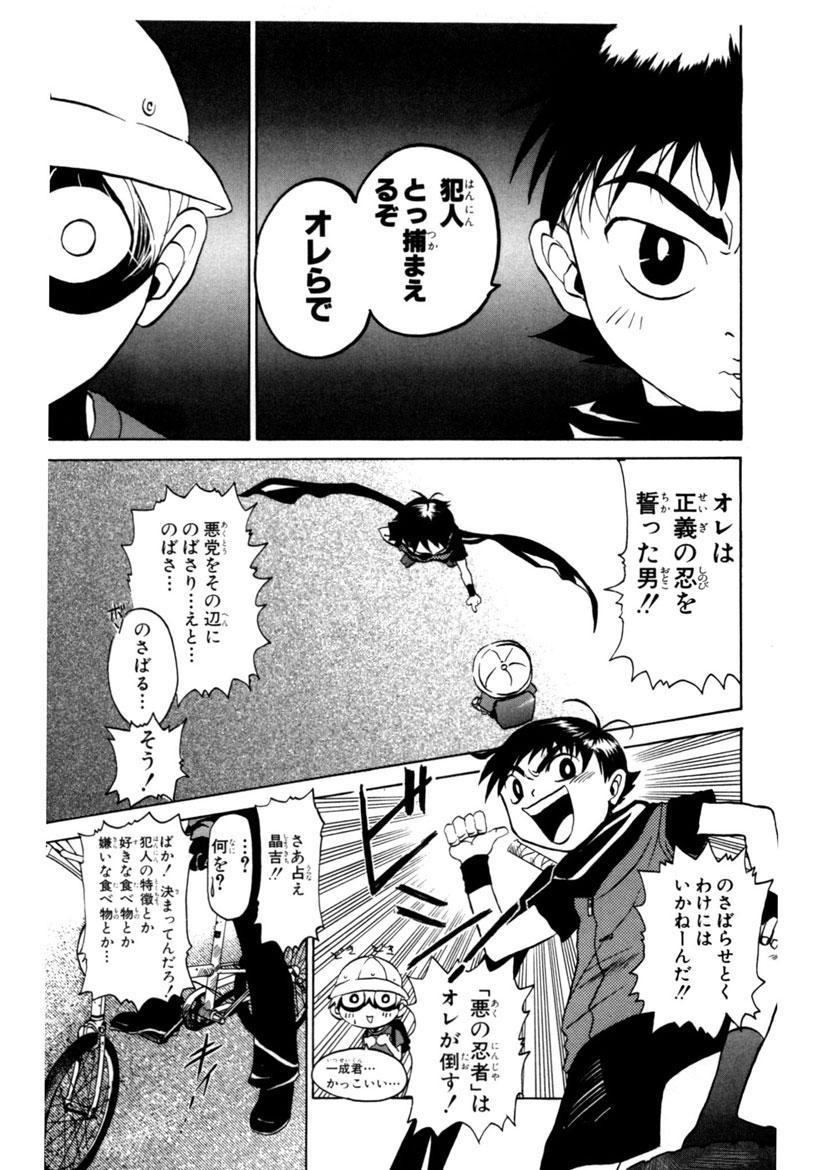 犯人
とっ捕まえ
るぞ
オレらで
オレは
正義の忍を
誓った男!!
悪党をその辺に
のばさり…えと
のばさ…
ボソ
のさばる…
そう!
のさばらせとく
わけには
いかねーんだ!!
ドン
「悪の忍者」は
オレが倒す!
一成君…
かっこいい…
さあ占え
晶吉!!
…?
何を?
ばか! 決まってんだろ!
犯人の特徴とか
好きな食べ物とか
嫌いな食べ物とか…
キッ